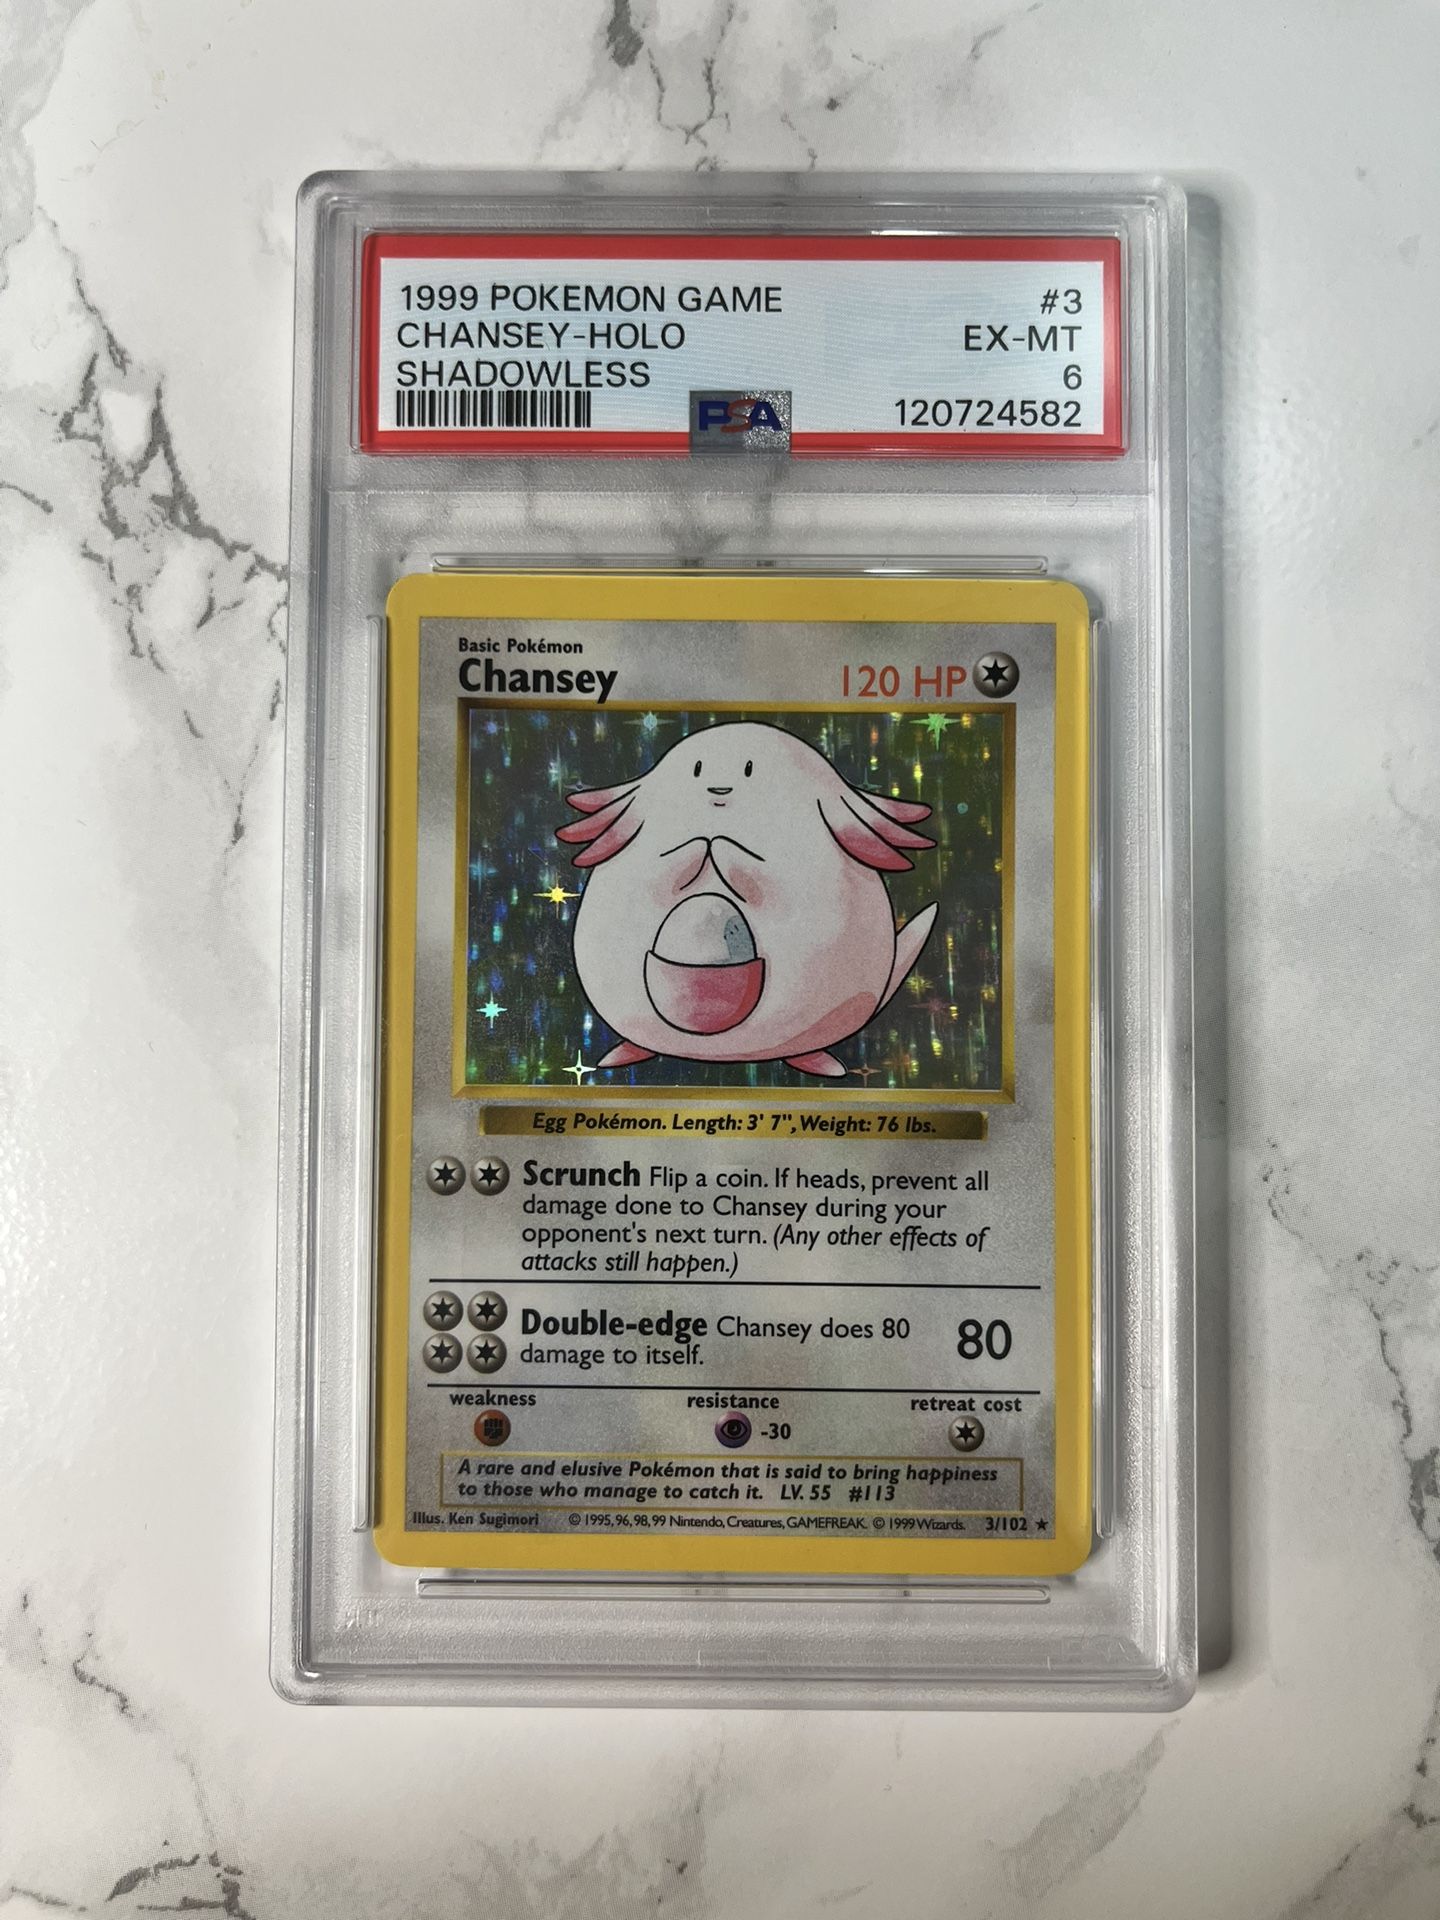 1999 POKEMON GAME #3
CHANSEY-HOLO EX-MT
SHADOWLESS 6
PSA 120724582
Basic Pokémon
Chansey 120 HP
Egg Pokémon. Length: 3' 7", Weight: 76 lbs.
Scrunch Flip a coin. If heads, prevent all
damage done to Chansey during your
opponent's next turn. (Any other effects of
attacks still happen.)
Double-edge Chansey does 80 80
damage to itself.
weakness resistance retreat cost
-30
A rare and elusive Pokémon that is said to bring happiness
to those who manage to catch it. LV. 55 #113
Illus. Ken Sugimori © 1995, 96, 98, 99 Nintendo, Creatures, GAMEFREAK. © 1999 Wizards. 3/102 ★
PSA